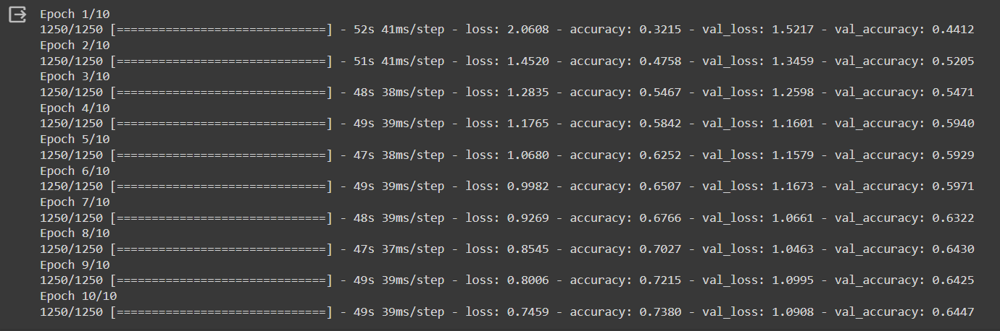 Epoch 1/10
1250/1250 [==============================] - 52s 41ms/step - loss: 2.0608 - accuracy: 0.3215 - val_loss: 1.5217 - val_accuracy: 0.4412
Epoch 2/10
1250/1250 [==============================] - 51s 41ms/step - loss: 1.4520 - accuracy: 0.4758 - val_loss: 1.3459 - val_accuracy: 0.5205
Epoch 3/10
1250/1250 [==============================] - 48s 38ms/step - loss: 1.2835 - accuracy: 0.5467 - val_loss: 1.2598 - val_accuracy: 0.5471
Epoch 4/10
1250/1250 [==============================] - 49s 39ms/step - loss: 1.1765 - accuracy: 0.5842 - val_loss: 1.1601 - val_accuracy: 0.5940
Epoch 5/10
1250/1250 [==============================] - 47s 38ms/step - loss: 1.0680 - accuracy: 0.6252 - val_loss: 1.1579 - val_accuracy: 0.5929
Epoch 6/10
1250/1250 [==============================] - 49s 39ms/step - loss: 0.9982 - accuracy: 0.6507 - val_loss: 1.1673 - val_accuracy: 0.5971
Epoch 7/10
1250/1250 [==============================] - 48s 39ms/step - loss: 0.9269 - accuracy: 0.6766 - val_loss: 1.0661 - val_accuracy: 0.6322
Epoch 8/10
1250/1250 [==============================] - 47s 37ms/step - loss: 0.8545 - accuracy: 0.7027 - val_loss: 1.0463 - val_accuracy: 0.6430
Epoch 9/10
1250/1250 [==============================] - 49s 39ms/step - loss: 0.8006 - accuracy: 0.7215 - val_loss: 1.0995 - val_accuracy: 0.6425
Epoch 10/10
1250/1250 [==============================] - 49s 39ms/step - loss: 0.7459 - accuracy: 0.7380 - val_loss: 1.0908 - val_accuracy: 0.6447